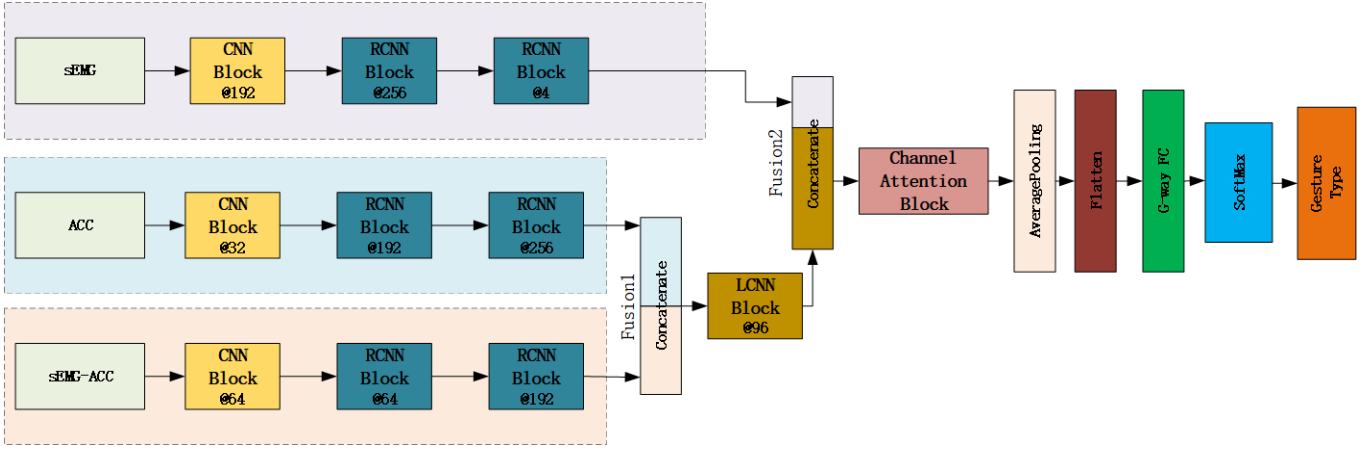 sEMG
CNN
Block
@192
RCNN
Block
@256
RCNN
Block
@4
ACC
CNN
Block
@32
RCNN
Block
@192
RCNN
Block
@256
sEMG-ACC
CNN
Block
@64
RCNN
Block
@64
RCNN
Block
@192
Fusion1
Concatenate
LCNN
Block
@96
Fusion2
Concatenate
Channel
Attention
Block
AveragePooling
Flatten
G-way FC
SoftMax
Gesture
Type